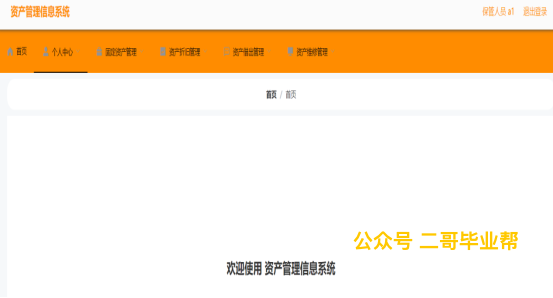 资产管理信息系统
保管人员 a1 退出登录
首页 个人中心 固定资产管理 资产折旧管理 资产借出管理 资产维修管理
首页 / 首页
公众号 二哥毕业帮
欢迎使用 资产管理信息系统